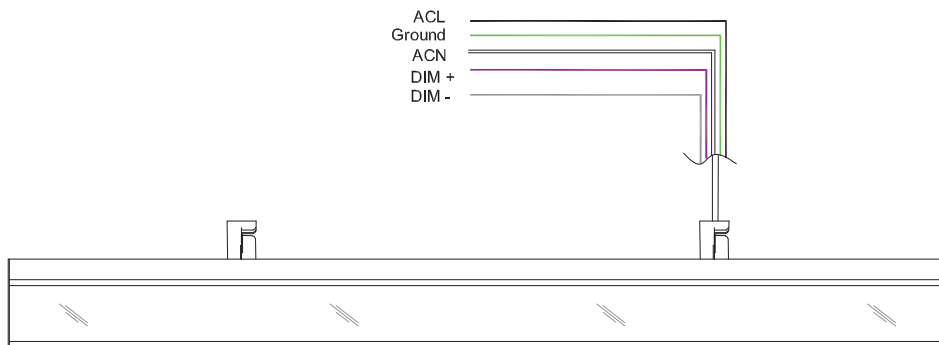 ACL
Ground
ACN
DIM +
DIM -